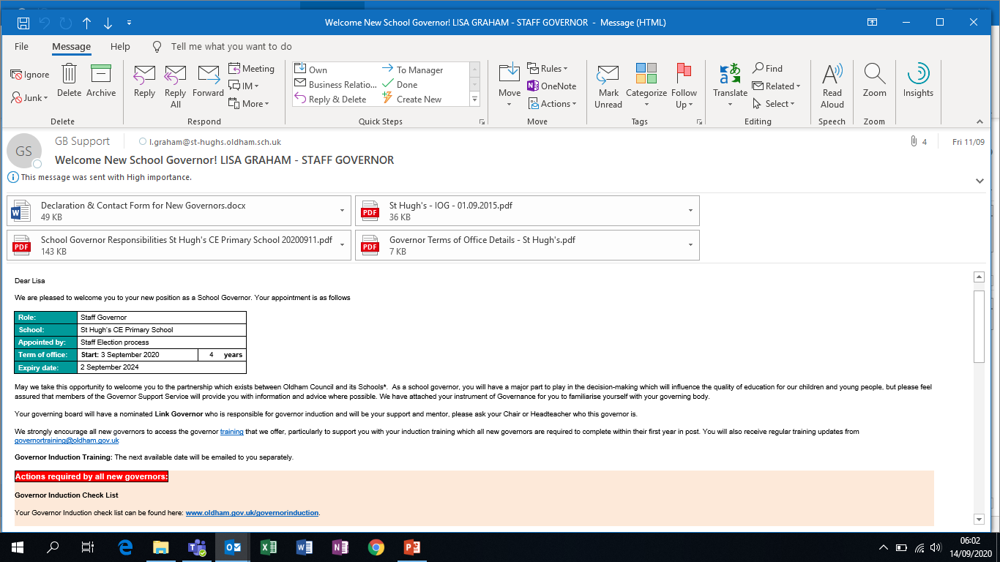 Welcome New School Governor! LISA GRAHAM - STAFF GOVERNOR - Message (HTML)
File Message Help Tell me what you want to do
Ignore
Junk
Delete
Archive
Delete
Reply
Reply All
Forward
Meeting
IM
More
Respond
Own
Business Relatio...
Reply & Delete
To Manager
Done
Create New
Quick Steps
Move
Rules
OneNote
Actions
Move
Mark Unread
Categorize
Follow Up
Tags
Translate
Find
Related
Select
Editing
Read Aloud
Speech
Zoom
Zoom
Insights
GS
GB Support
l.graham@st-hughs.oldham.sch.uk
4
Fri 11/09
Welcome New School Governor! LISA GRAHAM - STAFF GOVERNOR
This message was sent with High importance.
Declaration & Contact Form for New Governors.docx
49 KB
PDF
St Hugh's - IOG - 01.09.2015.pdf
36 KB
PDF
School Governor Responsibilities St Hugh's CE Primary School 20200911.pdf
143 KB
PDF
Governor Terms of Office Details - St Hugh's.pdf
7 KB
Dear Lisa
We are pleased to welcome you to your new position as a School Governor. Your appointment is as follows
Role: Staff Governor
School: St Hugh's CE Primary School
Appointed by: Staff Election process
Term of office: Start: 3 September 2020 4 years
Expiry date: 2 September 2024
May we take this opportunity to welcome you to the partnership which exists between Oldham Council and its Schools*. As a school governor, you will have a major part to play in the decision-making which will influence the quality of education for our children and young people, but please feel
assured that members of the Governor Support Service will provide you with information and advice where possible. We have attached your instrument of Governance for you to familiarise yourself with your governing body.
Your governing board will have a nominated Link Governor who is responsible for governor induction and will be your support and mentor, please ask your Chair or Headteacher who this governor is.
We strongly encourage all new governors to access the governor training that we offer, particularly to support you with your induction training which all new governors are required to complete within their first year in post. You will also receive regular training updates from
governortraining@oldham.gov.uk
Governor Induction Training: The next available date will be emailed to you separately.
Actions required by all new governors:
Governor Induction Check List
Your Governor Induction check list can be found here: www.oldham.gov.uk/governorinduction.
06:02
14/09/2020